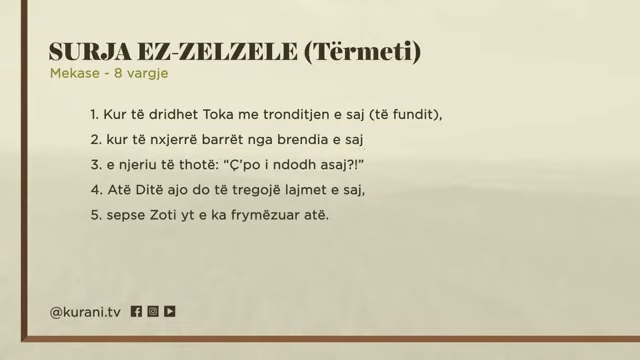 SURJA EZ-ZELZELE (Tërmeti)
Mekase - 8 vargje
1. Kur të dridhet Toka me tronditjen e saj (të fundit),
2. kur të nxjerrë barrët nga brendia e saj
3. e njeriu të thotë: “Ç’po i ndodh asaj?!”
4. Atë Ditë ajo do të tregojë lajmet e saj,
5. sepse Zoti yt e ka frymëzuar atë.
@kurani.tv